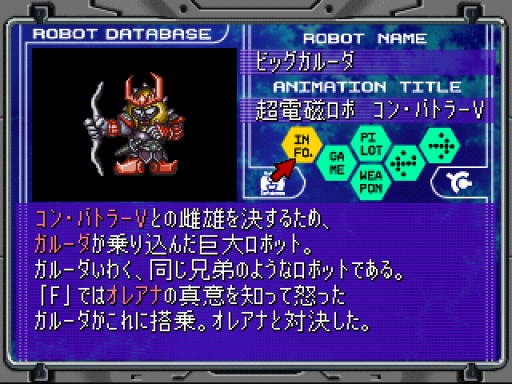 ROBOT DATABASE
ROBOT NAME
ビッグガルーダ
ANIMATION TITLE
超電磁ロボ コン・バトラーV
IN FO.
GA ME
PI LOT
WEA PON
コン・バトラーVとの雌雄を決するため、
ガルーダが乗り込んだ巨大ロボット。
ガルーダいわく、同じ兄弟のようなロボットである。
「F」ではオレアナの真意を知って怒った
ガルーダがこれに搭乗。オレアナと対決した。